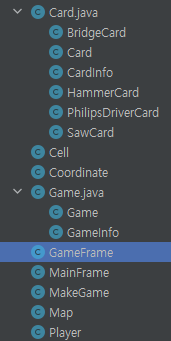 Card.java
BridgeCard
Card
CardInfo
HammerCard
PhilipsDriverCard
SawCard
Cell
Coordinate
Game.java
Game
GameInfo
GameFrame
MainFrame
MakeGame
Map
Player